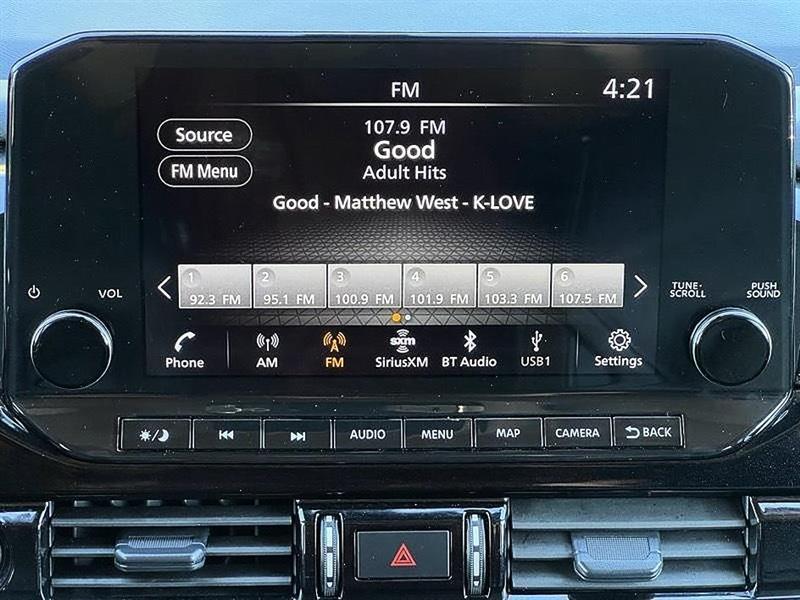 FM
4:21
Source
FM Menu
107.9 FM
Good
Adult Hits
Good - Matthew West - K-LOVE
1 2 3 4 5 6
92.3 FM 95.1 FM 100.9 FM 101.9 FM 103.3 FM 107.5 FM
VOL
TUNE·SCROLL
PUSH SOUND
sxm
Phone AM FM SiriusXM BT Audio USB1 Settings
AUDIO MENU MAP CAMERA BACK